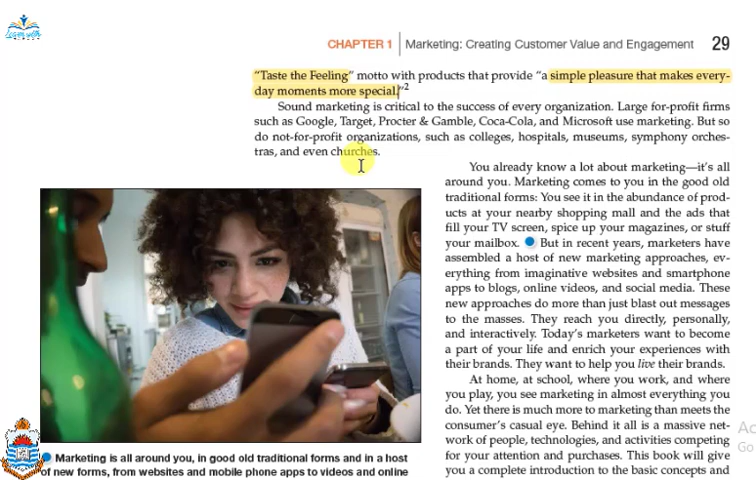 CHAPTER 1 Marketing: Creating Customer Value and Engagement 29
“Taste the Feeling” motto with products that provide “a simple pleasure that makes every-
day moments more special.”2
Sound marketing is critical to the success of every organization. Large for-profit firms
such as Google, Target, Procter & Gamble, Coca-Cola, and Microsoft use marketing. But so
do not-for-profit organizations, such as colleges, hospitals, museums, symphony orches-
tras, and even churches.
You already know a lot about marketing—it's all
around you. Marketing comes to you in the good old
traditional forms: You see it in the abundance of prod-
ucts at your nearby shopping mall and the ads that
fill your TV screen, spice up your magazines, or stuff
your mailbox. But in recent years, marketers have
assembled a host of new marketing approaches, ev-
erything from imaginative websites and smartphone
apps to blogs, online videos, and social media. These
new approaches do more than just blast out messages
to the masses. They reach you directly, personally,
and interactively. Today's marketers want to become
a part of your life and enrich your experiences with
their brands. They want to help you live their brands.
At home, at school, where you work, and where
you play, you see marketing in almost everything you
do. Yet there is much more to marketing than meets the
consumer's casual eye. Behind it all is a massive net-
work of people, technologies, and activities competing
for your attention and purchases. This book will give
you a complete introduction to the basic concepts and
Marketing is all around you, in good old traditional forms and in a host
of new forms, from websites and mobile phone apps to videos and online
Ac
Go